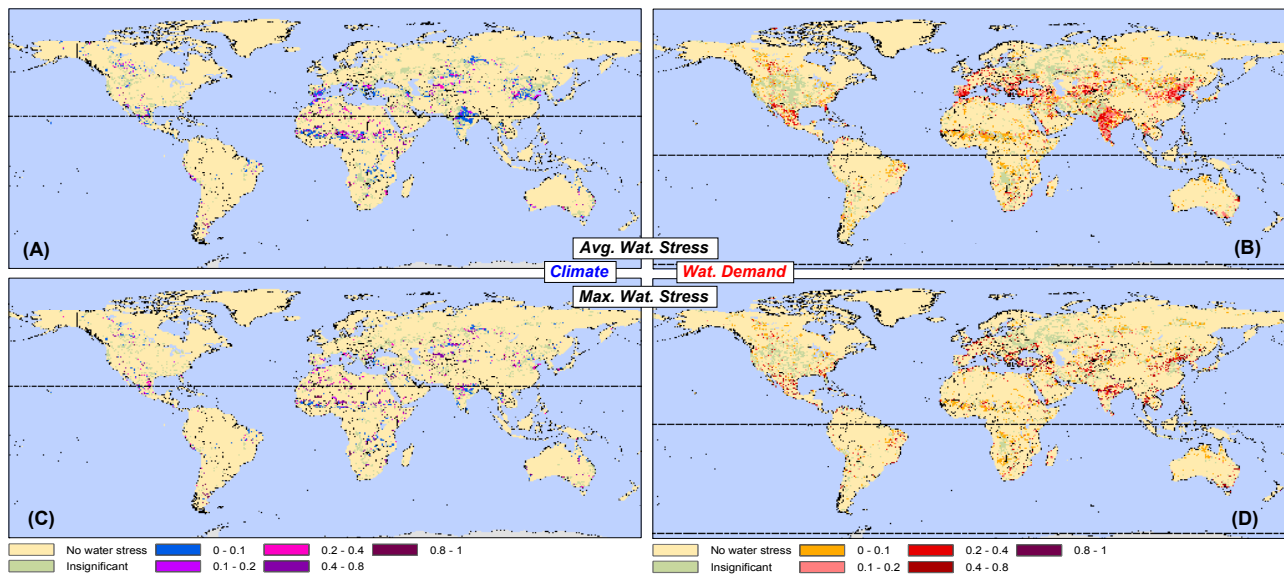 (A)
(B)
Avg. Wat. Stress
Climate
Wat. Demand
Max. Wat. Stress
(C)
(D)
No water stress
0 - 0.1
0.2 - 0.4
0.8 - 1
Insignificant
0.1 - 0.2
0.4 - 0.8
No water stress
0 - 0.1
0.2 - 0.4
0.8 - 1
Insignificant
0.1 - 0.2
0.4 - 0.8